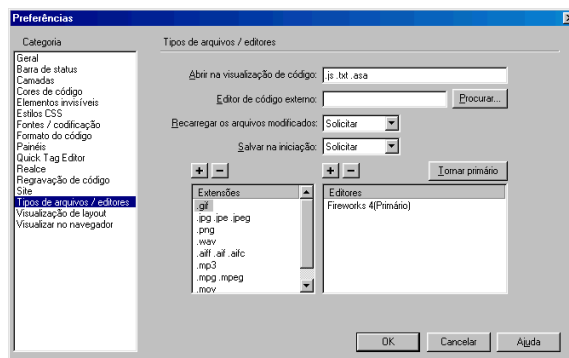 Preferências
Categoria
Geral
Barra de status
Camadas
Cores de código
Elementos invisíveis
Estilos CSS
Fontes / codificação
Formato do código
Painéis
Quick Tag Editor
Realce
Regravação de código
Site
Tipos de arquivos / editores
Visualização de layout
Visualizar no navegador
Tipos de arquivos / editores
Abrir na visualização de código: .js .txt .asa
Editor de código externo: Procurar...
Recarregar os arquivos modificados: Solicitar
Salvar na iniciação: Solicitar
+ − + − Tornar primário
Extensões
.gif
.jpg .jpe .jpeg
.png
.wav
.aiff .aif .aifc
.mp3
.mpg .mpeg
.mov
Editores
Fireworks 4(Primário)
OK Cancelar Ajuda